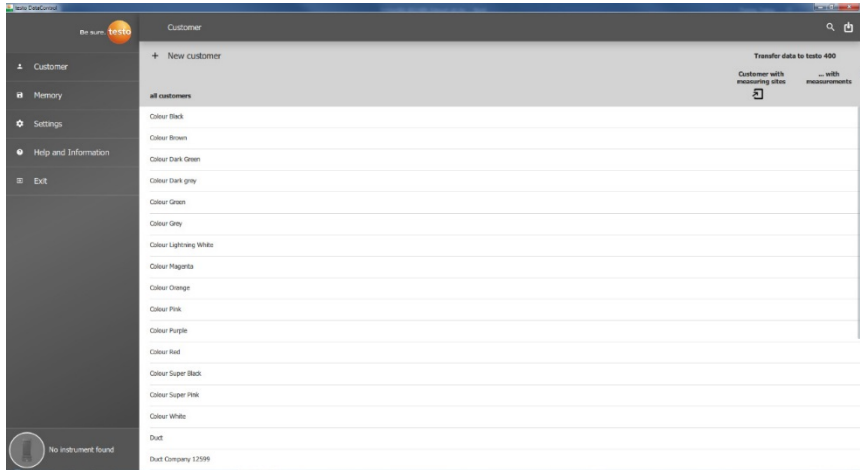 testo DataControl
Be sure. testo
Customer
Customer
Memory
Settings
Help and Information
Exit
No instrument found
+ New customer
Transfer data to testo 400
Customer with
measuring sites
... with
measurements
all customers
Colour Black
Colour Brown
Colour Dark Green
Colour Dark grey
Colour Green
Colour Grey
Colour Lightning White
Colour Magenta
Colour Orange
Colour Pink
Colour Purple
Colour Red
Colour Super Black
Colour Super Pink
Colour White
Duct
Duct Company 12599